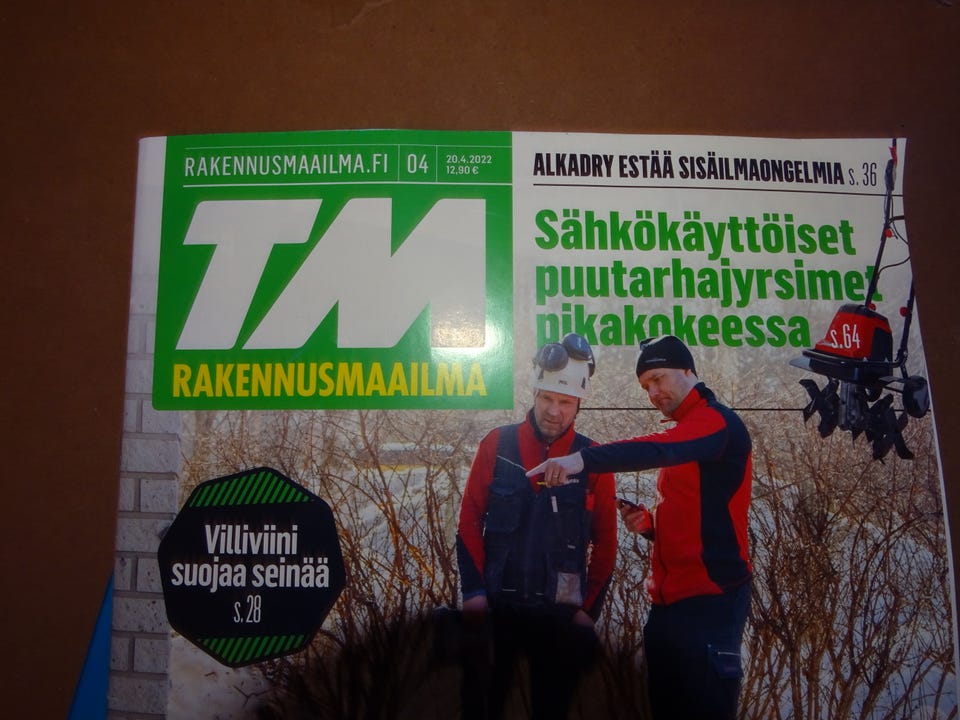 RAKENNUSMAAILMA.FI
04
20.4.2022
12,90 €
TM
RAKENNUSMAAILMA
ALKADRY ESTÄÄ SISÄILMAONGELMIA s. 36
Sähkökäyttöiset
puutarhajyrsimet
pikakokeessa
s.64
Villiviini
suojaa seinää
s. 28